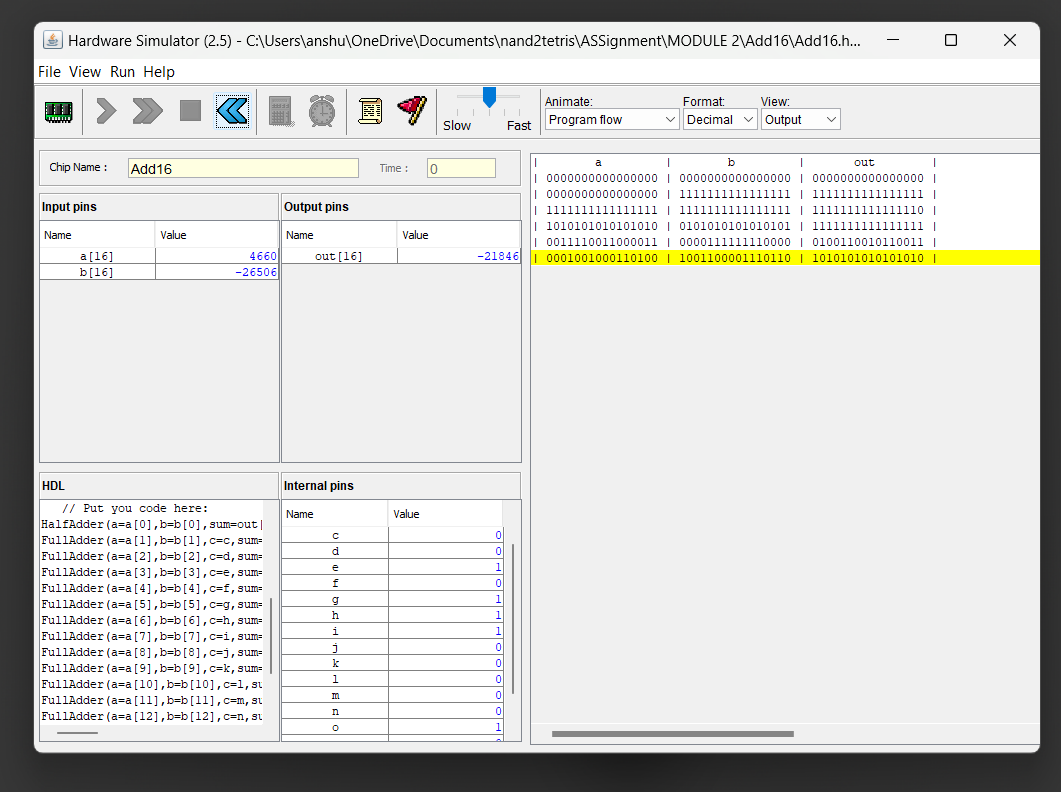 Hardware Simulator (2.5) - C:\Users\anshu\OneDrive\Documents\nand2tetris\ASSignment\MODULE 2\Add16\Add16.h...
File View Run Help
Slow Fast
Animate: Format: View:
Program flow Decimal Output
Chip Name : Add16 Time : 0
Input pins
Name Value
a[16] 4660
b[16] -26506
Output pins
Name Value
out[16] -21846
HDL
// Put you code here:
HalfAdder(a=a[0],b=b[0],sum=out[
FullAdder(a=a[1],b=b[1],c=c,sum=
FullAdder(a=a[2],b=b[2],c=d,sum=
FullAdder(a=a[3],b=b[3],c=e,sum=
FullAdder(a=a[4],b=b[4],c=f,sum=
FullAdder(a=a[5],b=b[5],c=g,sum=
FullAdder(a=a[6],b=b[6],c=h,sum=
FullAdder(a=a[7],b=b[7],c=i,sum=
FullAdder(a=a[8],b=b[8],c=j,sum=
FullAdder(a=a[9],b=b[9],c=k,sum=
FullAdder(a=a[10],b=b[10],c=l,su
FullAdder(a=a[11],b=b[11],c=m,su
FullAdder(a=a[12],b=b[12],c=n,su
Internal pins
Name Value
c 0
d 0
e 1
f 0
g 1
h 1
i 1
j 0
k 0
l 0
m 0
n 0
o 1
| a | b | out |
| 0000000000000000 | 0000000000000000 | 0000000000000000 |
| 0000000000000000 | 1111111111111111 | 1111111111111111 |
| 1111111111111111 | 1111111111111111 | 1111111111111110 |
| 1010101010101010 | 0101010101010101 | 1111111111111111 |
| 0011110011000011 | 0000111111110000 | 0100110010110011 |
| 0001001000110100 | 1001100001110110 | 1010101010101010 |